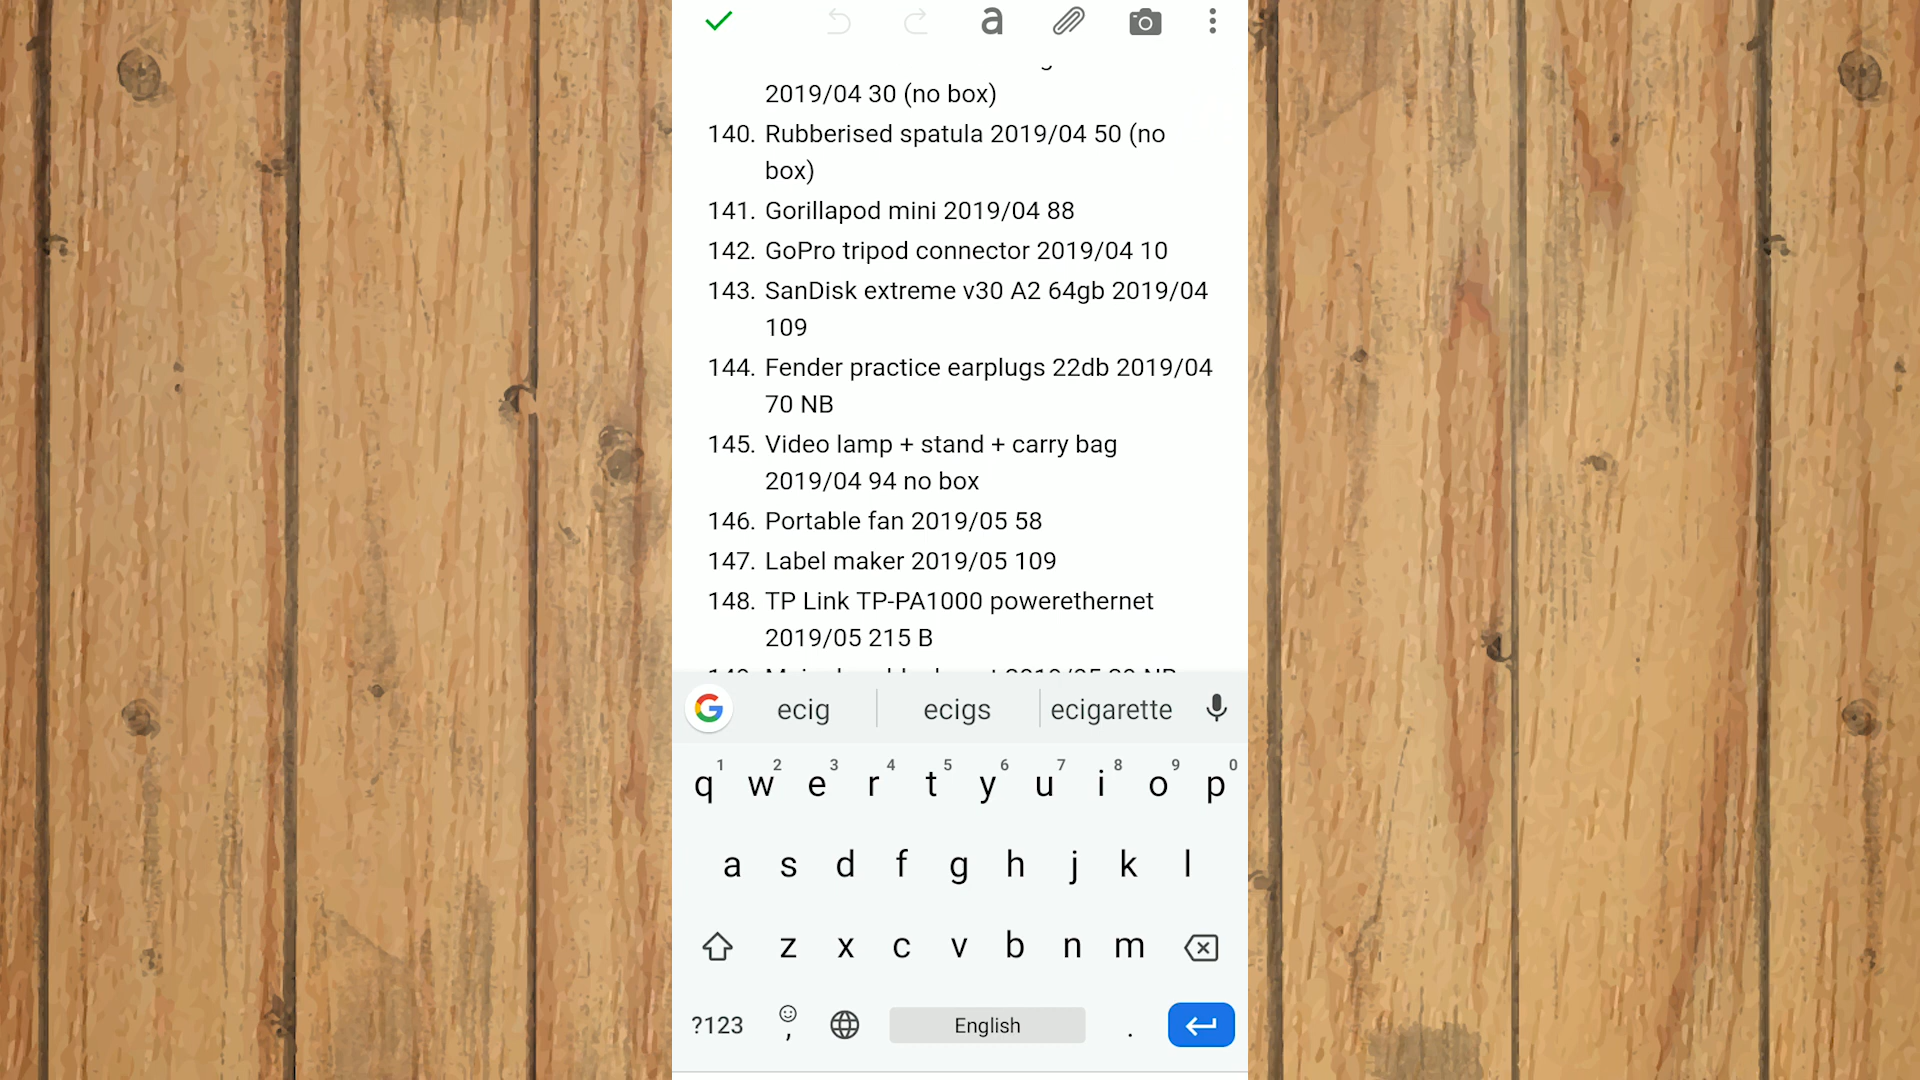 a
2019/04 30 (no box)
140. Rubberised spatula 2019/04 50 (no
box)
141. Gorillapod mini 2019/04 88
142. GoPro tripod connector 2019/04 10
143. SanDisk extreme v30 A2 64gb 2019/04
109
144. Fender practice earplugs 22db 2019/04
70 NB
145. Video lamp + stand + carry bag
2019/04 94 no box
146. Portable fan 2019/05 58
147. Label maker 2019/05 109
148. TP Link TP-PA1000 powerethernet
2019/05 215 B
G ecig ecigs ecigarette
1 2 3 4 5 6 7 8 9 0
q w e r t y u i o p
a s d f g h j k l
z x c v b n m
?123 , English .